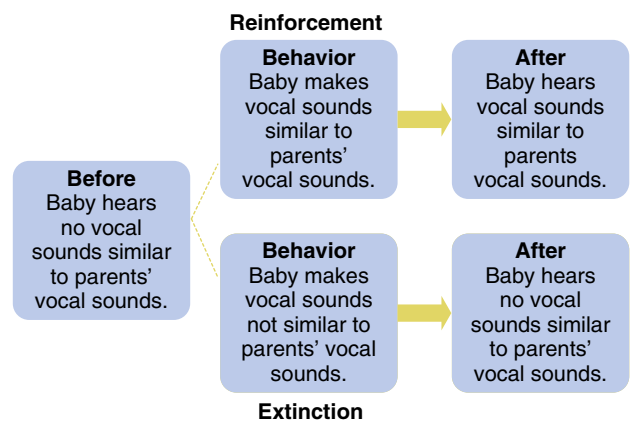 Reinforcement
Behavior
Baby makes
vocal sounds
similar to
parents'
vocal sounds.
After
Baby hears
vocal sounds
similar to
parents
vocal sounds.
Before
Baby hears
no vocal
sounds similar
to parents'
vocal sounds.
Behavior
Baby makes
vocal sounds
not similar to
parents' vocal
sounds.
After
Baby hears
no vocal
sounds similar
to parents'
vocal sounds.
Extinction